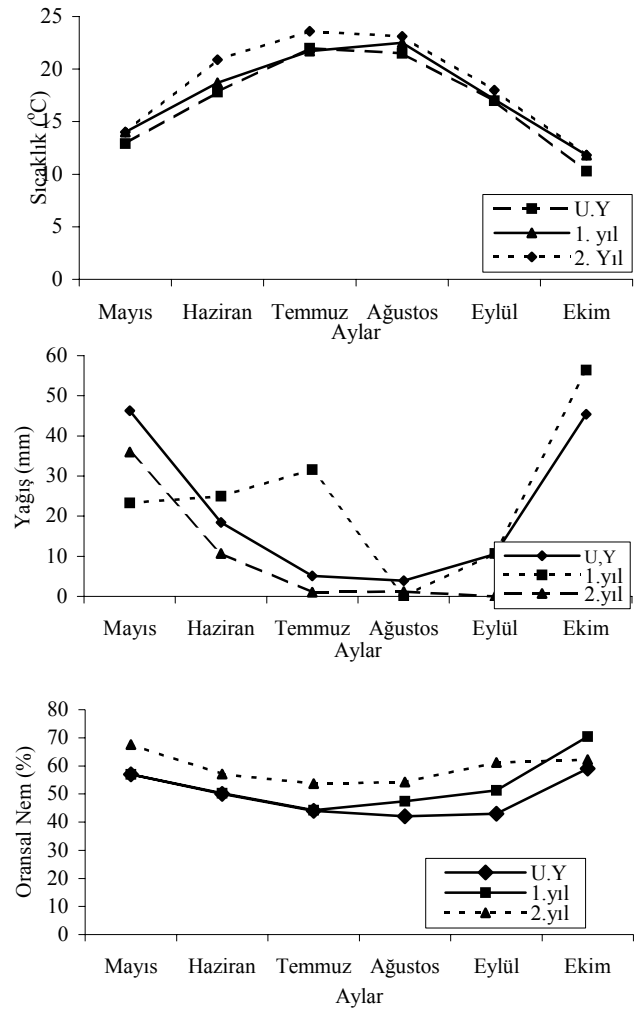 25
20
15
10
5
0
Sıcaklık (°C)
U.Y
1. yıl
2. Yıl
Mayıs Haziran Temmuz Ağustos Eylül Ekim
Aylar
60
50
40
30
20
10
0
Yağış (mm)
U,Y
1.yıl
2.yıl
Mayıs Haziran Temmuz Ağustos Eylül Ekim
Aylar
80
70
60
50
40
30
20
10
0
Oransal Nem (%)
U.Y
1.yıl
2.yıl
Mayıs Haziran Temmuz Ağustos Eylül Ekim
Aylar